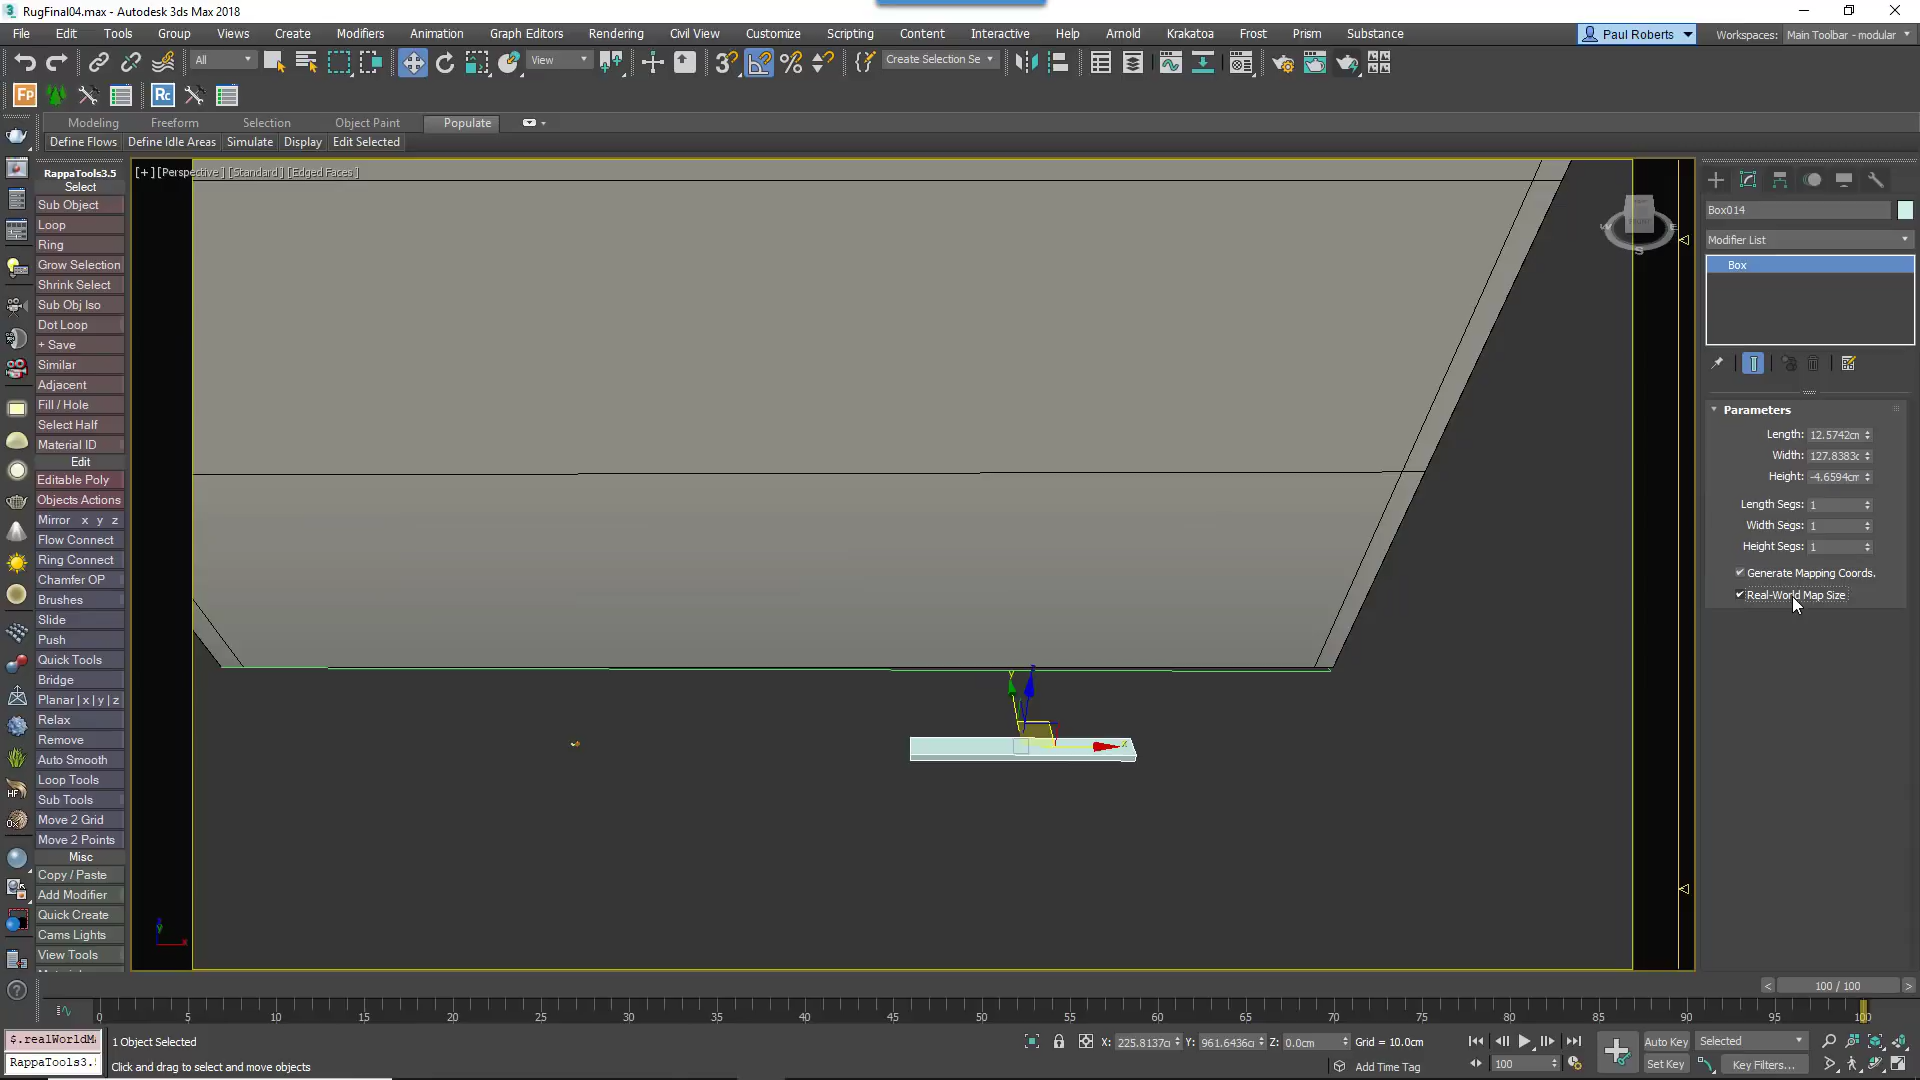 RugFinal04.max - Autodesk 3ds Max 2018
File Edit Tools Group Views Create Modifiers Animation Graph Editors Rendering Civil View Customize Scripting Content Interactive Help Arnold Krakatoa Frost Prism Substance
Paul Roberts
Workspaces: Main Toolbar - modular
All View Create Selection Se
FP Rc
Modeling Freeform Selection Object Paint Populate
Define Flows Define Idle Areas Simulate Display Edit Selected
[+] [Perspective ] [Standard ] [Edged Faces ]
RappaTools3.5
Select
Sub Object
Loop
Ring
Grow Selection
Shrink Select
Sub Obj Iso
Dot Loop
+ Save
Similar
Adjacent
Fill / Hole
Select Half
Material ID
Edit
Editable Poly
Objects Actions
Mirror x y z
Flow Connect
Ring Connect
Chamfer OP
Brushes
Slide
Push
Quick Tools
Bridge
Planar | x | y | z
Relax
Remove
Auto Smooth
Loop Tools
Sub Tools
Move 2 Grid
Move 2 Points
Misc
Copy / Paste
Add Modifier
Quick Create
Cams Lights
View Tools
Box014
Modifier List
Box
Parameters
Length: 12.5742cm
Width: 127.8383c
Height: -4.6594cm
Length Segs: 1
Width Segs: 1
Height Segs: 1
Generate Mapping Coords.
Real-World Map Size
100 / 100
0 5 10 15 20 25 30 35 40 45 50 55 60 65 70 75 80 85 90 95 100
$.realWorldMa
RappaTools3.
1 Object Selected
Click and drag to select and move objects
X: 225.8137c Y: 961.6436c Z: 0.0cm Grid = 10.0cm
Add Time Tag
100
Auto Key Selected
Set Key Key Filters...